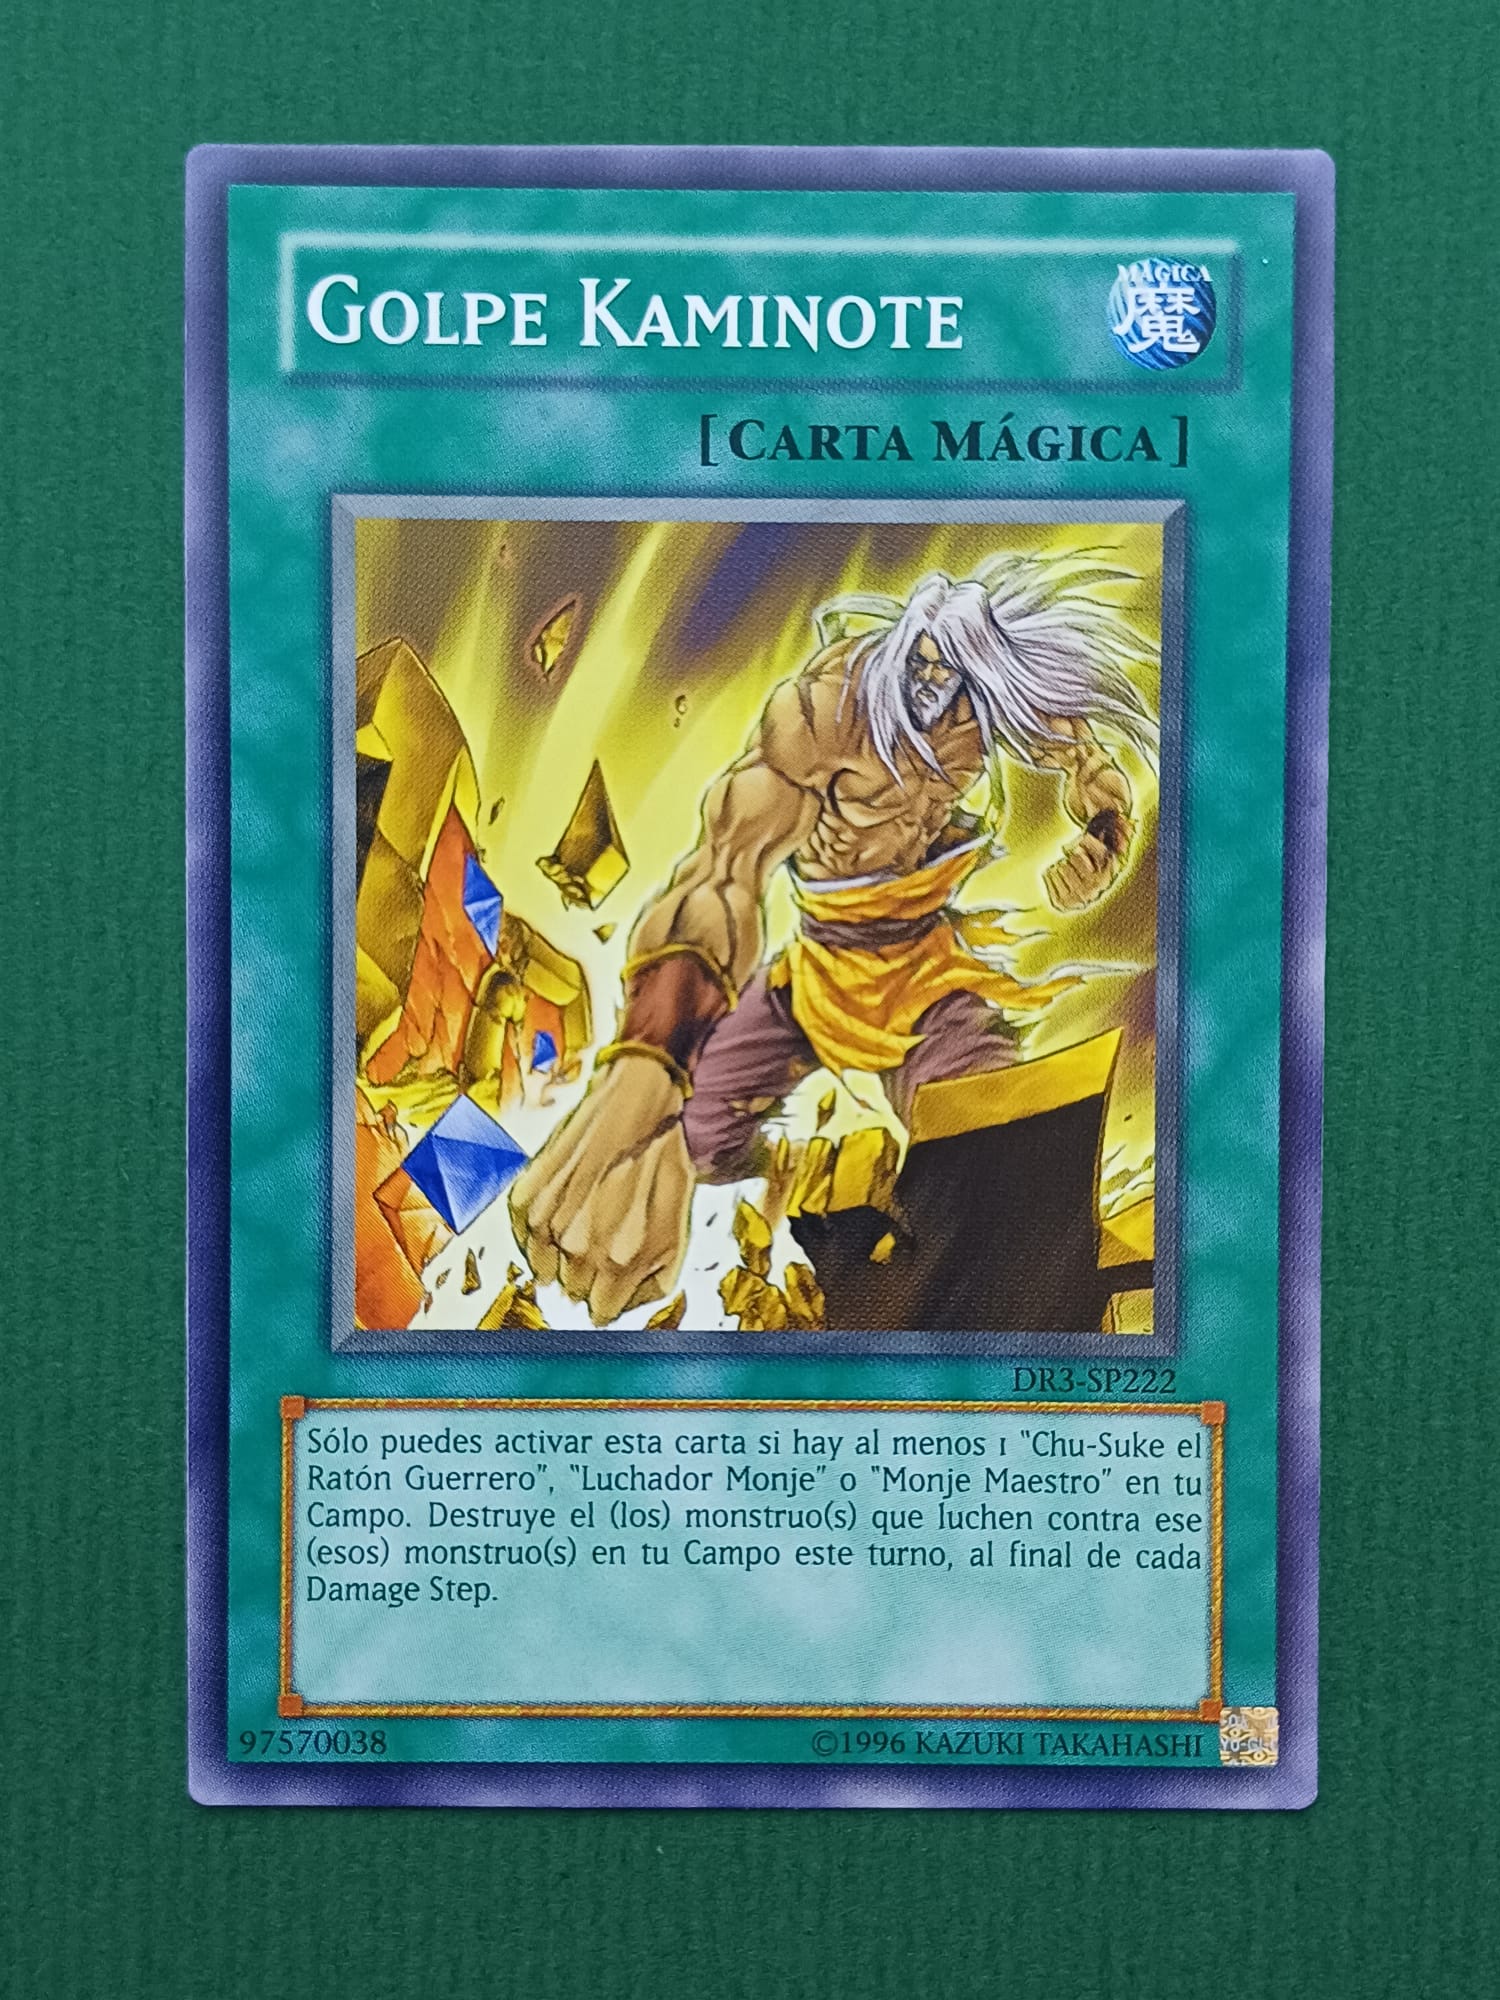 GOLPE KAMINOTE
MÁGICA
魔
[CARTA MÁGICA]
DR3-SP222
Sólo puedes activar esta carta si hay al menos 1 "Chu-Suke el
Ratón Guerrero", "Luchador Monje" o "Monje Maestro" en tu
Campo. Destruye el (los) monstruo(s) que luchen contra ese
(esos) monstruo(s) en tu Campo este turno, al final de cada
Damage Step.
97570038
©1996 KAZUKI TAKAHASHI